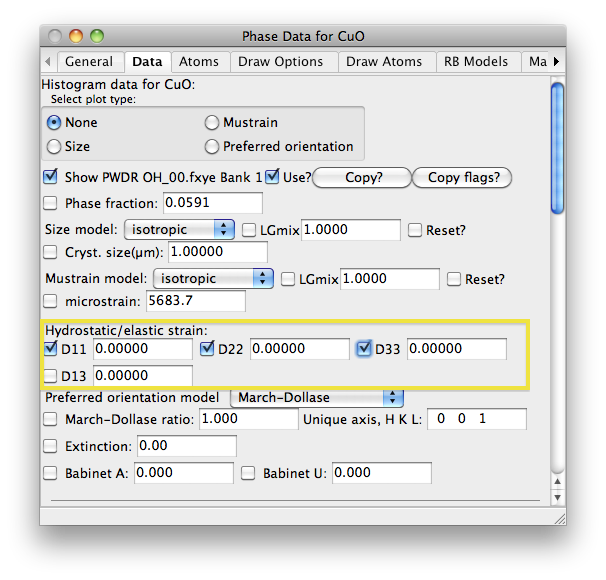 Phase Data for CuO
General Data Atoms Draw Options Draw Atoms RB Models Ma
Histogram data for CuO:
Select plot type:
None Mustrain
Size Preferred orientation
Show PWDR OH_00.fxye Bank 1 Use? Copy? Copy flags?
Phase fraction: 0.0591
Size model: isotropic LGmix 1.0000 Reset?
Cryst. size(μm): 1.00000
Mustrain model: isotropic LGmix 1.0000 Reset?
microstrain: 5683.7
Hydrostatic/elastic strain:
D11 0.00000 D22 0.00000 D33 0.00000
D13 0.00000
Preferred orientation model March-Dollase
March-Dollase ratio: 1.000 Unique axis, H K L: 0 0 1
Extinction: 0.00
Babinet A: 0.000 Babinet U: 0.000